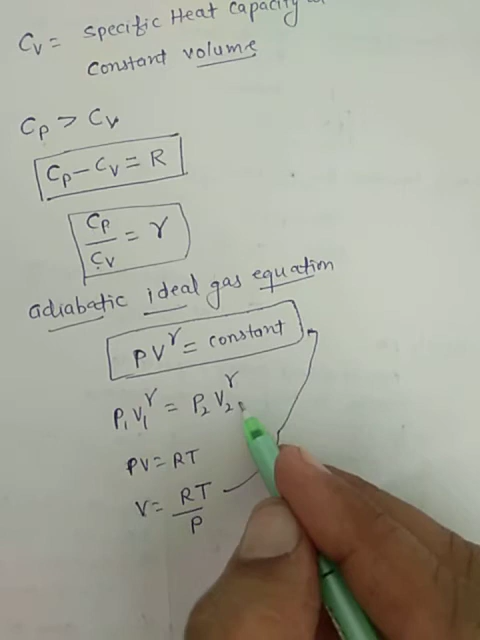 Cv = Specific Heat Capacity
Constant volume
Cp > Cv
Cp − Cv = R
Cp/Cv = γ
adiabatic ideal gas equation
PV^γ = constant
P₁V₁^γ = P₂V₂^γ
PV = RT
V = RT/P